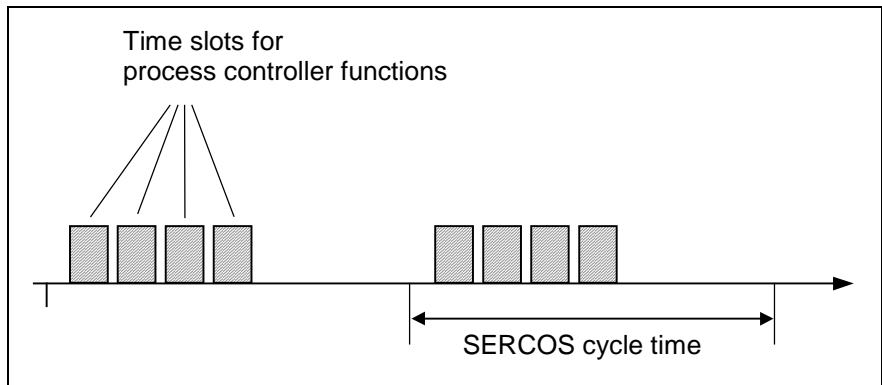 Time slots for
process controller functions
SERCOS cycle time